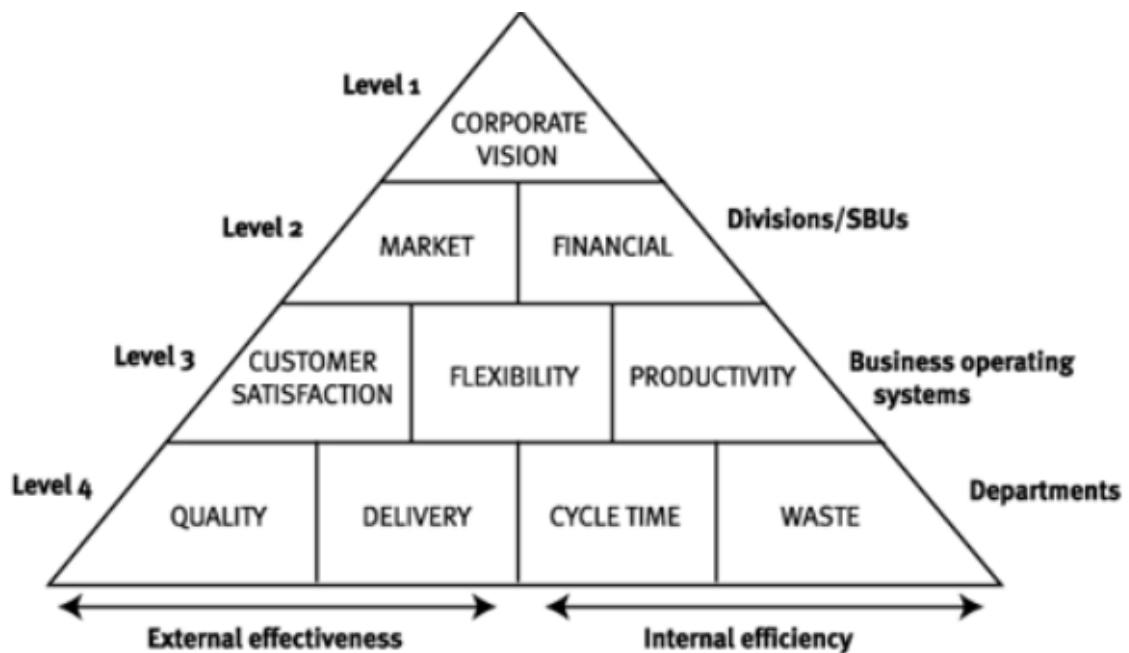 Level 1
CORPORATE
VISION
Level 2
MARKET
FINANCIAL
Divisions/SBUs
Level 3
CUSTOMER
SATISFACTION
FLEXIBILITY
PRODUCTIVITY
Business operating
systems
Level 4
QUALITY
DELIVERY
CYCLE TIME
WASTE
Departments
External effectiveness
Internal efficiency